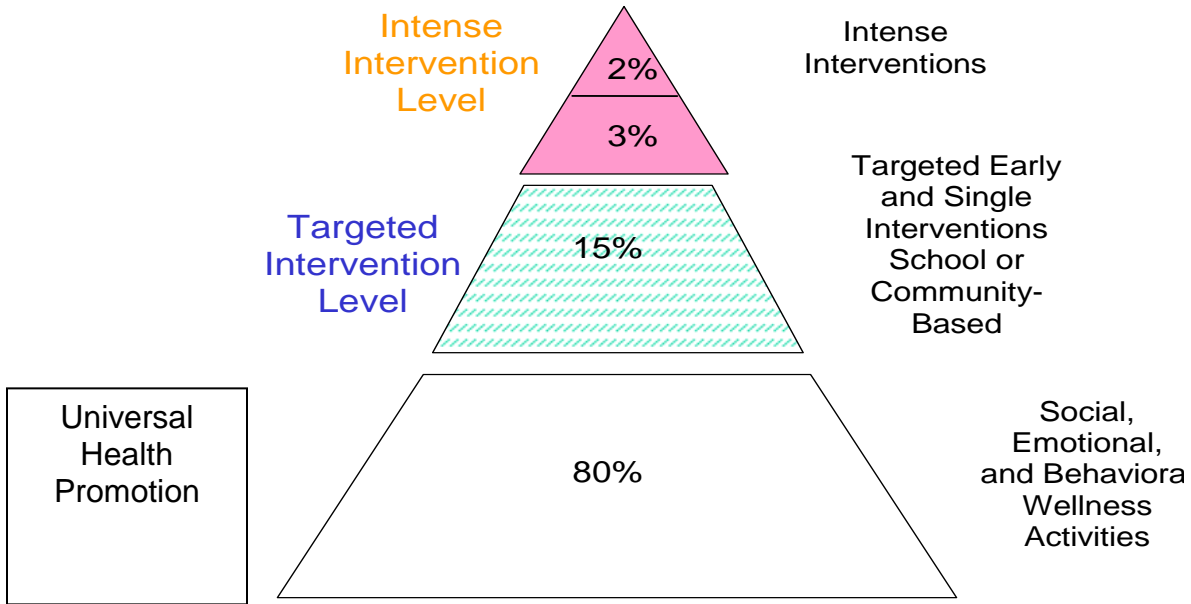 Intense
Intervention
Level
2%
3%
Intense
Interventions
Targeted
Intervention
Level
15%
Targeted Early
and Single
Interventions
School or
Community-
Based
Universal
Health
Promotion
80%
Social,
Emotional,
and Behaviora
Wellness
Activities